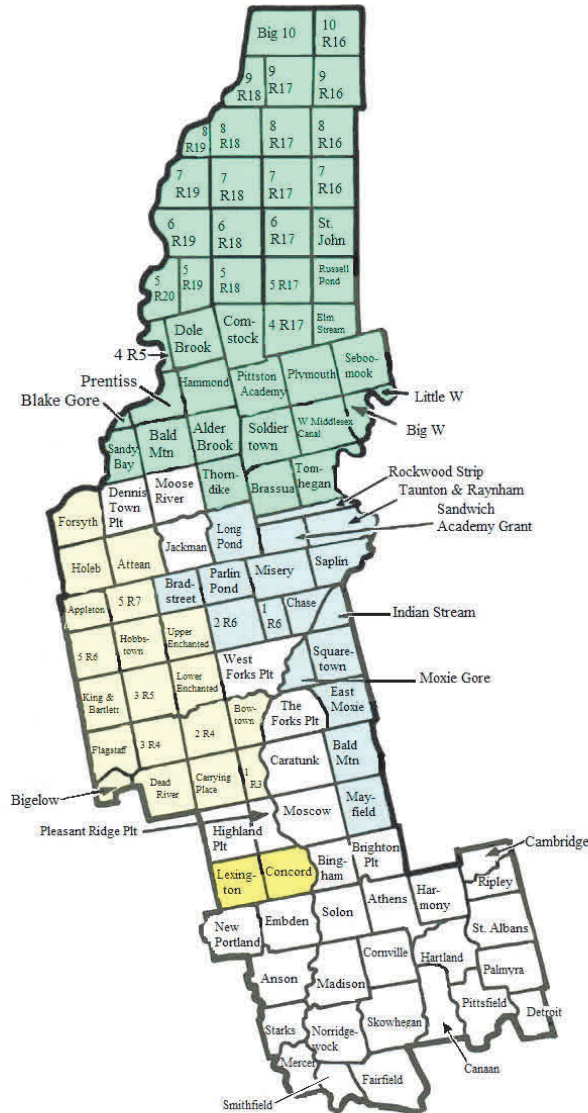 Big 10
10
R16
9
R18
9
R17
9
R16
8
R19
8
R18
8
R17
8
R16
7
R19
7
R18
7
R17
7
R16
6
R19
6
R18
6
R17
St.
John
5
R20
5
R19
5
R18
5 R17
Russell
Pond
4 R5
Dole
Brook
Com-
stock
4 R17
Elm
Stream
Prentiss
Hammond
Pittston
Academy
Plymouth
Seboo-
mook
Little W
Blake Gore
Big W
Sandy
Bay
Bald
Mtn
Alder
Brook
Soldier
town
W Middlesex
Canal
Thorn-
dike
Brassua
Tom-
hegan
Rockwood Strip
Taunton & Raynham
Sandwich
Academy Grant
Forsyth
Dennis
Town
Plt
Moose
River
Long
Pond
Holeb
Attean
Jackman
Misery
Saplin
Brad-
street
Parlin
Pond
Appleton
5 R7
2 R6
1
R6
Chase
Indian Stream
5 R6
Hobbs-
town
Upper
Enchanted
West
Forks Plt
Square-
town
Moxie Gore
King &
Bartlett
3 R5
Lower
Enchanted
East
Moxie
Flagstaff
3 R4
2 R4
Bow-
town
The
Forks Plt
Bald
Mtn
Bigelow
Dead
River
Carrying
Place
1
R3
Caratunk
May-
field
Pleasant Ridge Plt
Highland
Plt
Moscow
Lexing-
ton
Concord
Bing-
ham
Brighton
Plt
Cambridge
Ripley
New
Portland
Embden
Solon
Athens
Har-
mony
St. Albans
Anson
Madison
Cornville
Hartland
Palmyra
Starks
Norridge-
wock
Skowhegan
Pittsfield
Detroit
Canaan
Mercer
Smithfield
Fairfield